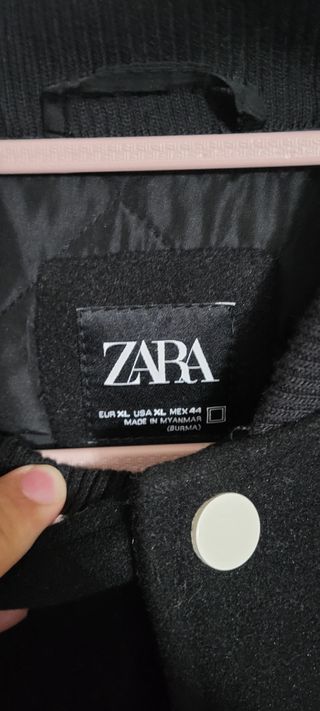 ZARA
EUR XL USA XL MEX 44
MADE IN MYANMAR
(BURMA)